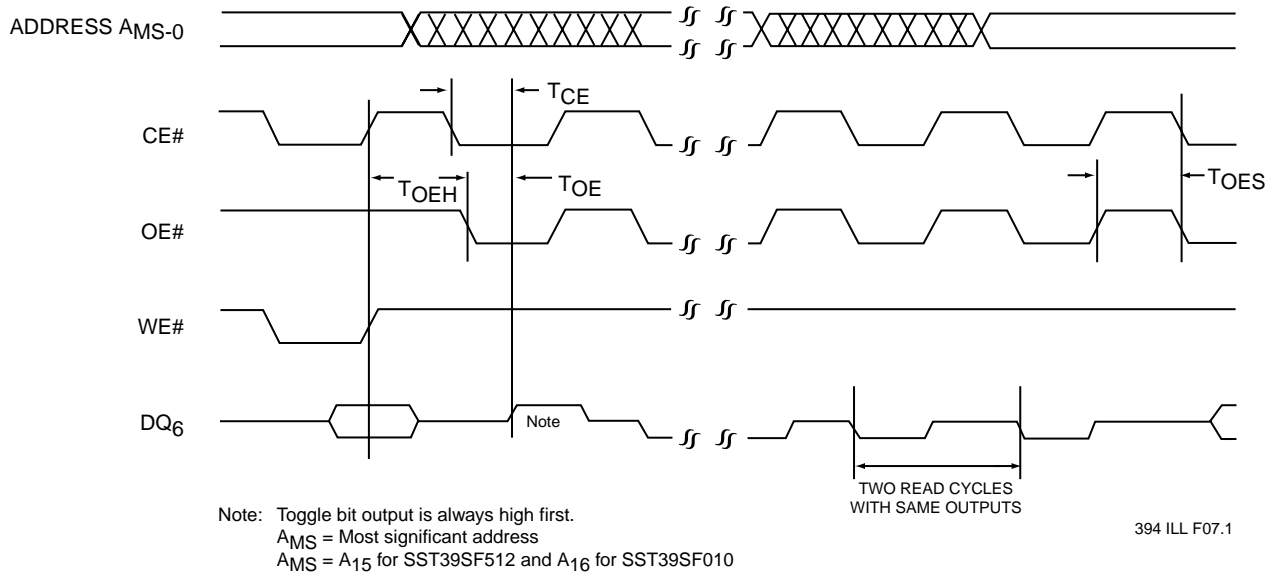 ADDRESS AMS-0
TCE
CE#
TOEH
TOE
TOES
OE#
WE#
DQ6
Note
TWO READ CYCLES
WITH SAME OUTPUTS
Note: Toggle bit output is always high first.
AMS = Most significant address
AMS = A15 for SST39SF512 and A16 for SST39SF010
394 ILL F07.1